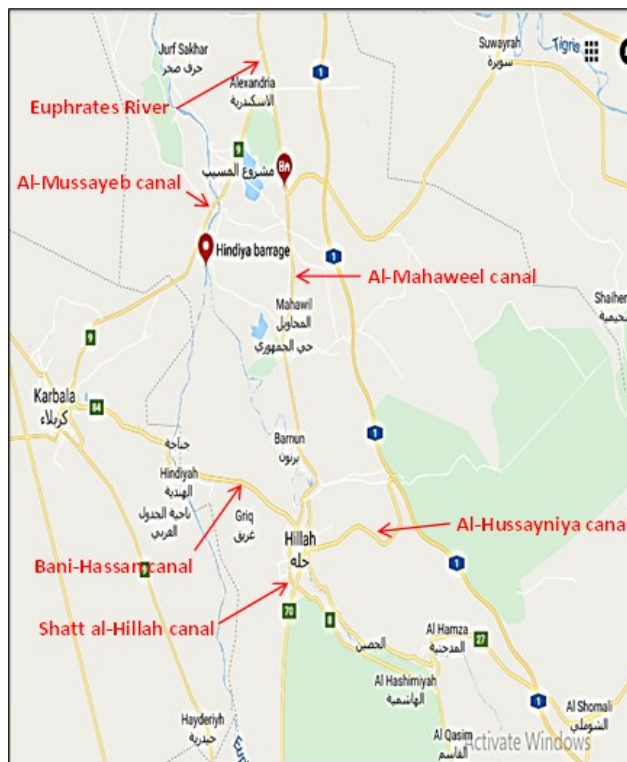 Jurf Sakhar
جرف صخر
Euphrates River
Alexandria
الاسكندرية
1
Tigris
Suwayrah
سويرة
9
مشروع المسيب
Al-Mussayeb canal
Hindiya barrage
1
Al-Mahaweel canal
Mahawil
المحاويل
حي الجمهوري
9
Karbala
كربلاء
84
1
Barnun
برنون
جناجة
Hindiyah
الهندية
ناحية الجدول
الغربي
Griq
غريق
Al-Hussayniya canal
Hillah
حله
Bani-Hassan canal
9
1
Shatt al-Hillah canal
70
8
Al Hamza
المدحتية
27
الحصين
Al Hashimiyah
الهاشمية
1
Al Shomali
الشوملي
Hayderiyh
حيدرية
Al Qasim
القاسم
Activate Windows